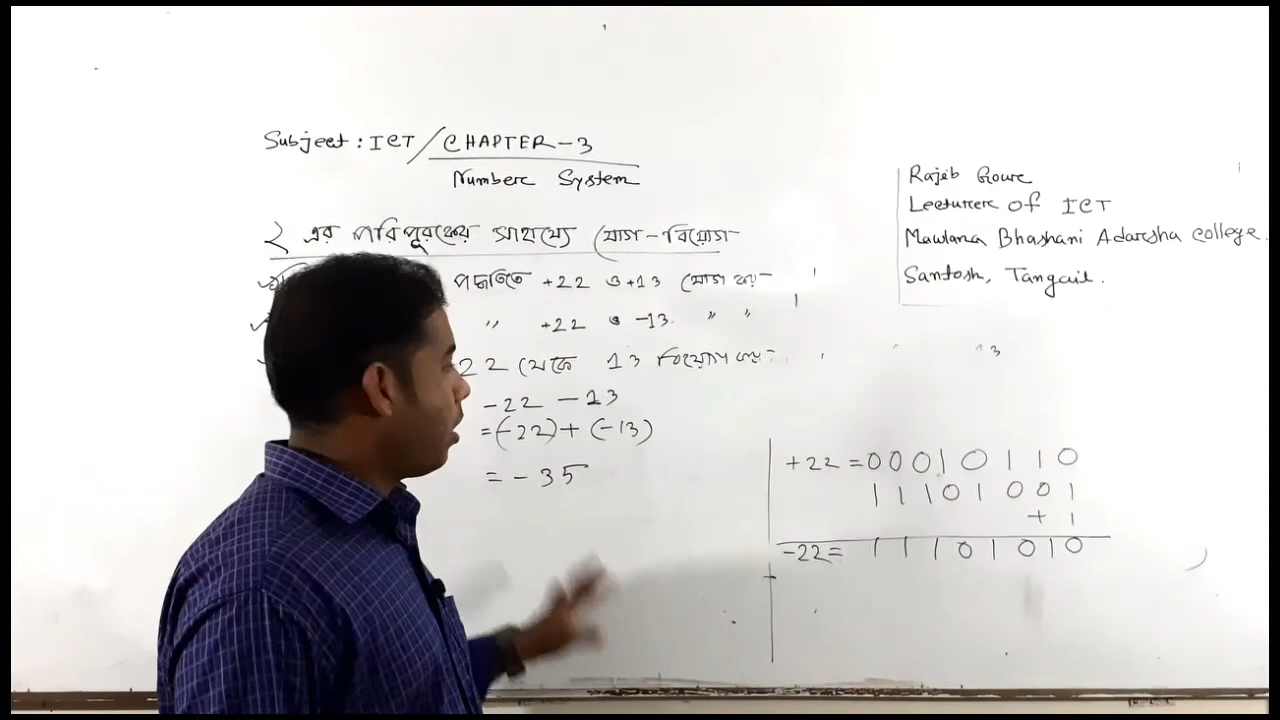 Subject: ICT/CHAPTER-3
Number System
২ এর পরিপূরকের সাহায্যে যোগ-বিয়োগ
পদ্ধতিতে +22 ও +13 যোগ কর-
" +22 ও -13. " "
22 থেকে 13 বিয়োগ কর-
-22 -13
=(-22)+(-13)
= -35
Rajib Gour
Lecturer of ICT
Mawlana Bhashani Adarsha college.
Santosh, Tangail.
+22 = 00010110
11101001
+ 1
-22 = 11101010